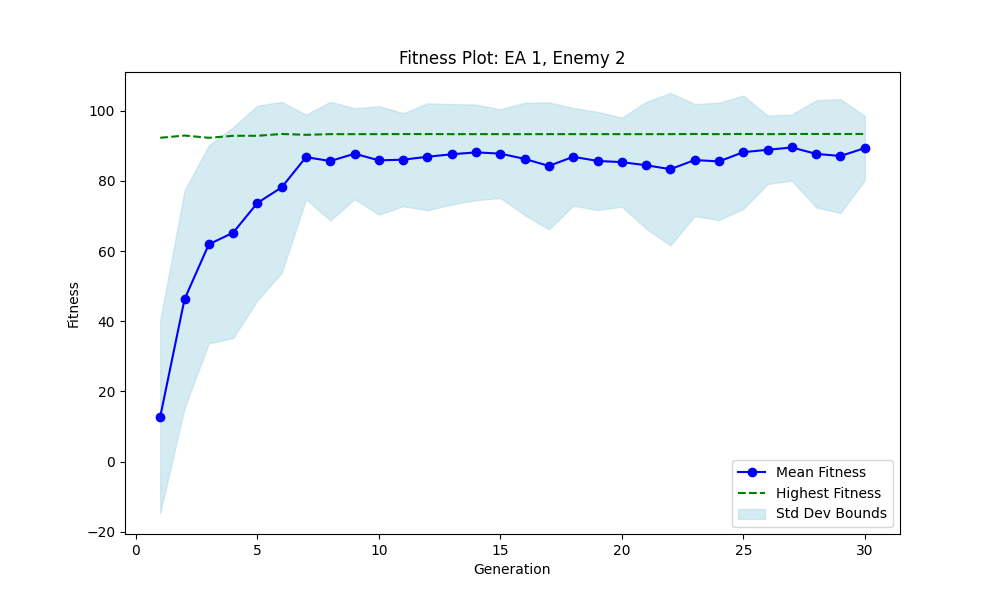 Fitness Plot: EA 1, Enemy 2
Fitness
100
80
60
40
20
0
−20
0 5 10 15 20 25 30
Generation
Mean Fitness
Highest Fitness
Std Dev Bounds